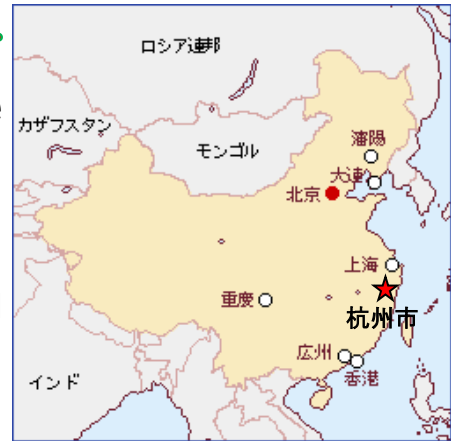 ロシア連邦
カザフスタン
モンゴル
瀋陽
大連
北京
上海
重慶
杭州市
広州
香港
インド